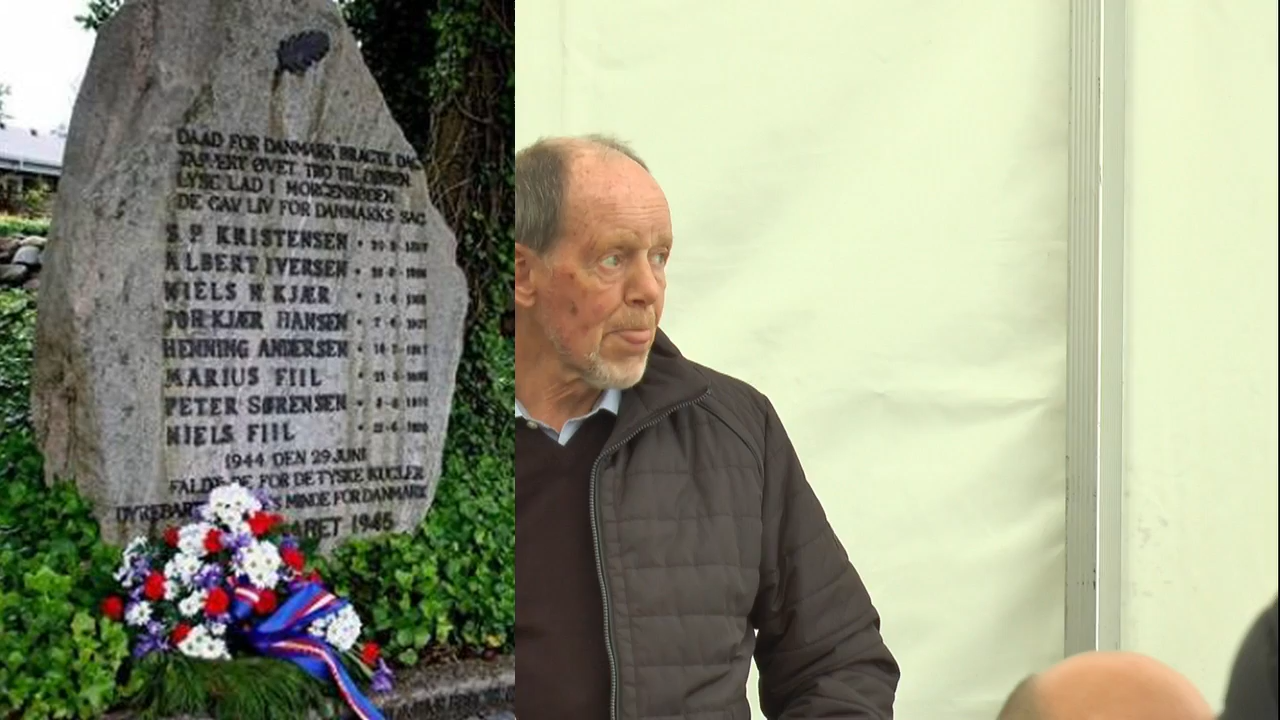 DAAD FOR DANMARK BRAGTE DAG
TAPPERT ØVET TRO TIL DØDEN
LYSE LAD I MORGENRØDEN
DE GAV LIV FOR DANMARKS SAG
S. P. KRISTENSEN
ALBERT IVERSEN
NIELS N. KJÆR
JOH KJÆR HANSEN
HENNING ANDERSEN
MARIUS FIIL
PETER SØRENSEN
NIELS FIIL
1944 DEN 29 JUNI
FALDT DE FOR DE TYSKE KUGLER
MINDE FOR DANMARK
1945